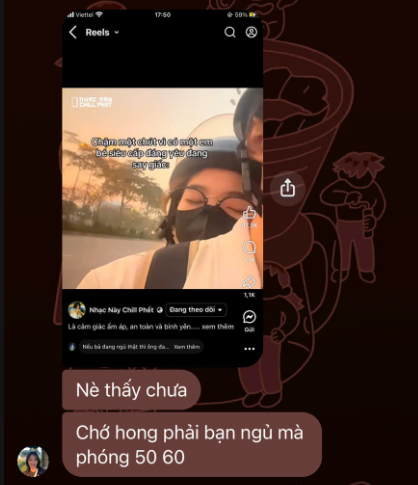 Viettel
17:50
59%
Reels
NHẠC NÀY
CHILL PHẾT
Chậm một chút vì có một em
bé siêu cấp đáng yêu đang
say giấc
1,1K
Gửi
Nhạc Này Chill Phết
Đang theo dõi
Là cảm giác ấm áp, an toàn và bình yên..... xem thêm
Nếu bả đang ngủ thật thì ông đa... Xem thêm
Nè thấy chưa
Chớ hong phải bạn ngủ mà
phóng 50 60